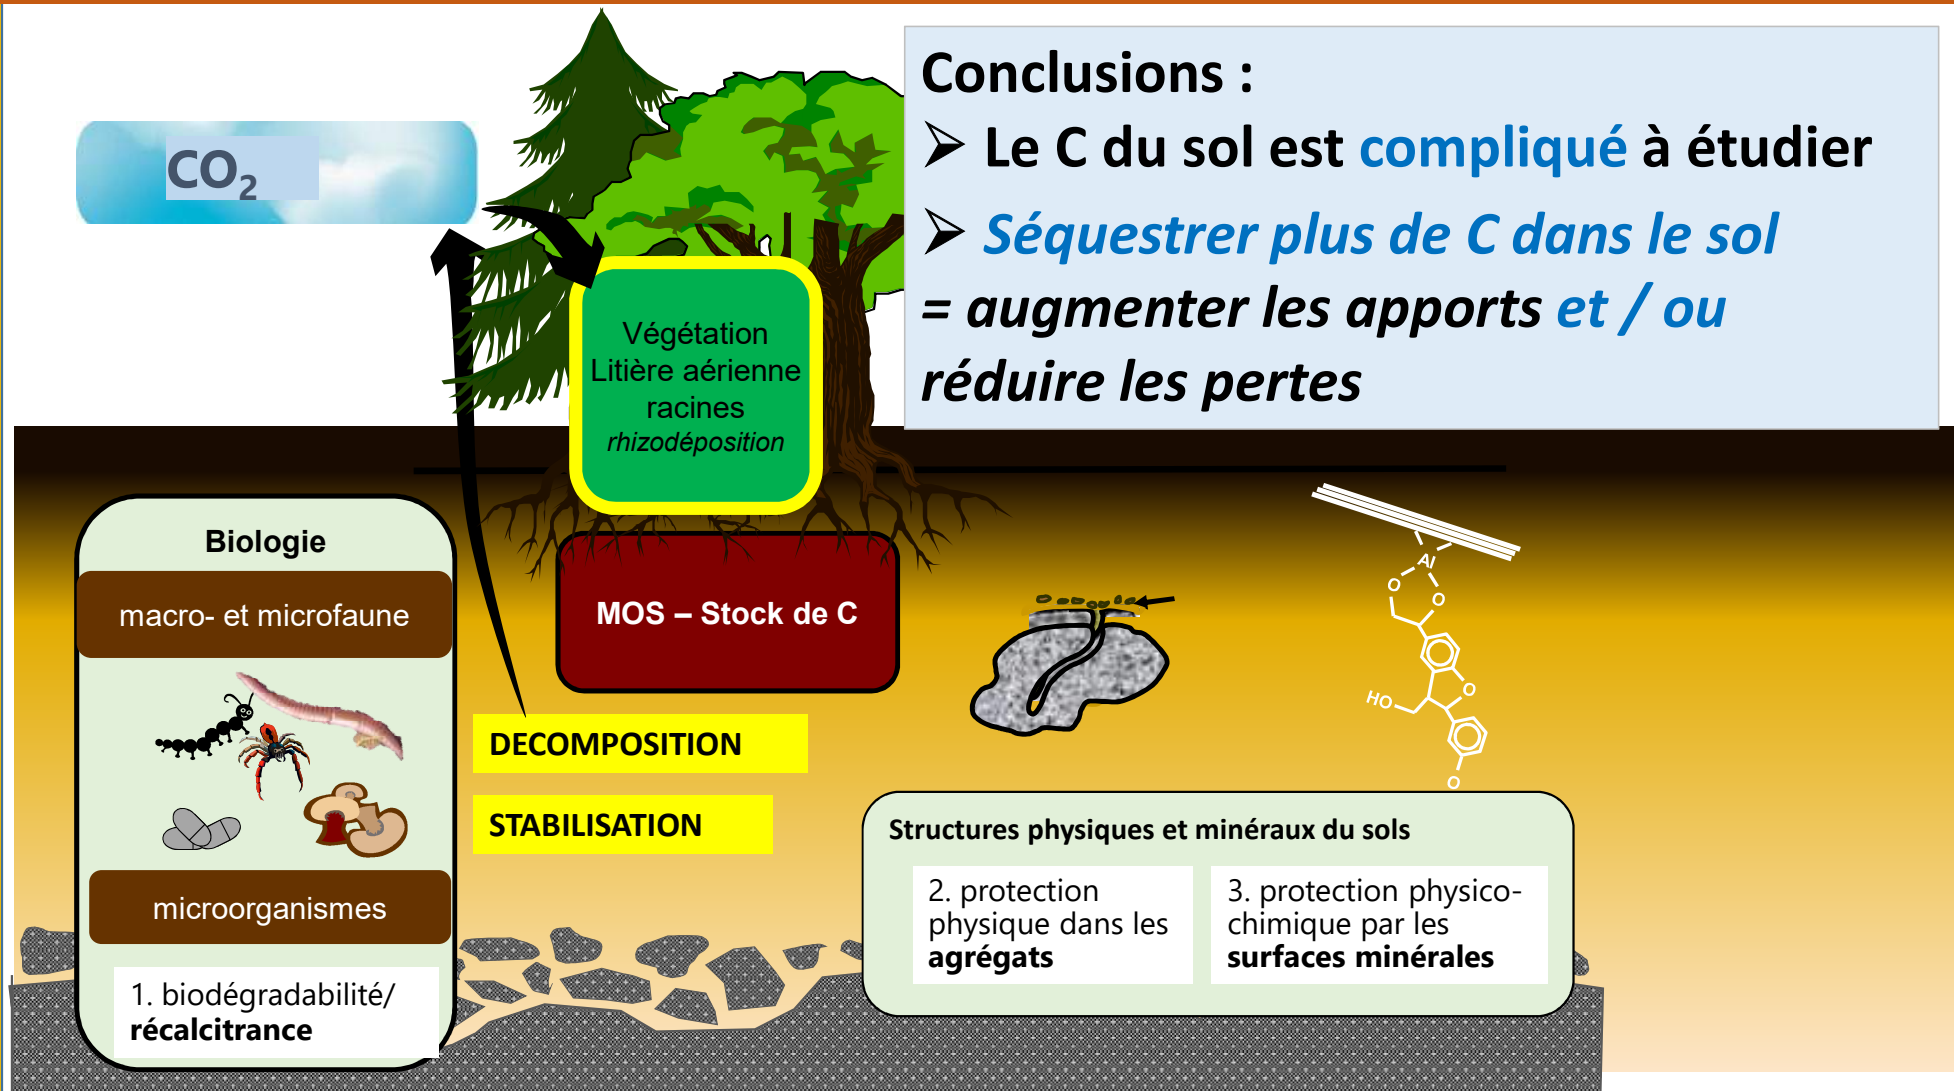 Conclusions :
➢ Le C du sol est compliqué à étudier
➢ Séquestrer plus de C dans le sol
= augmenter les apports et / ou
réduire les pertes
CO₂
Végétation
Litière aérienne
racines
rhizodéposition
MOS – Stock de C
Biologie
macro- et microfaune
microorganismes
1. biodégradabilité/
récalcitrance
DECOMPOSITION
STABILISATION
Al
O
O
O
HO
O
Structures physiques et minéraux du sols
2. protection
physique dans les
agrégats
3. protection physico-
chimique par les
surfaces minérales